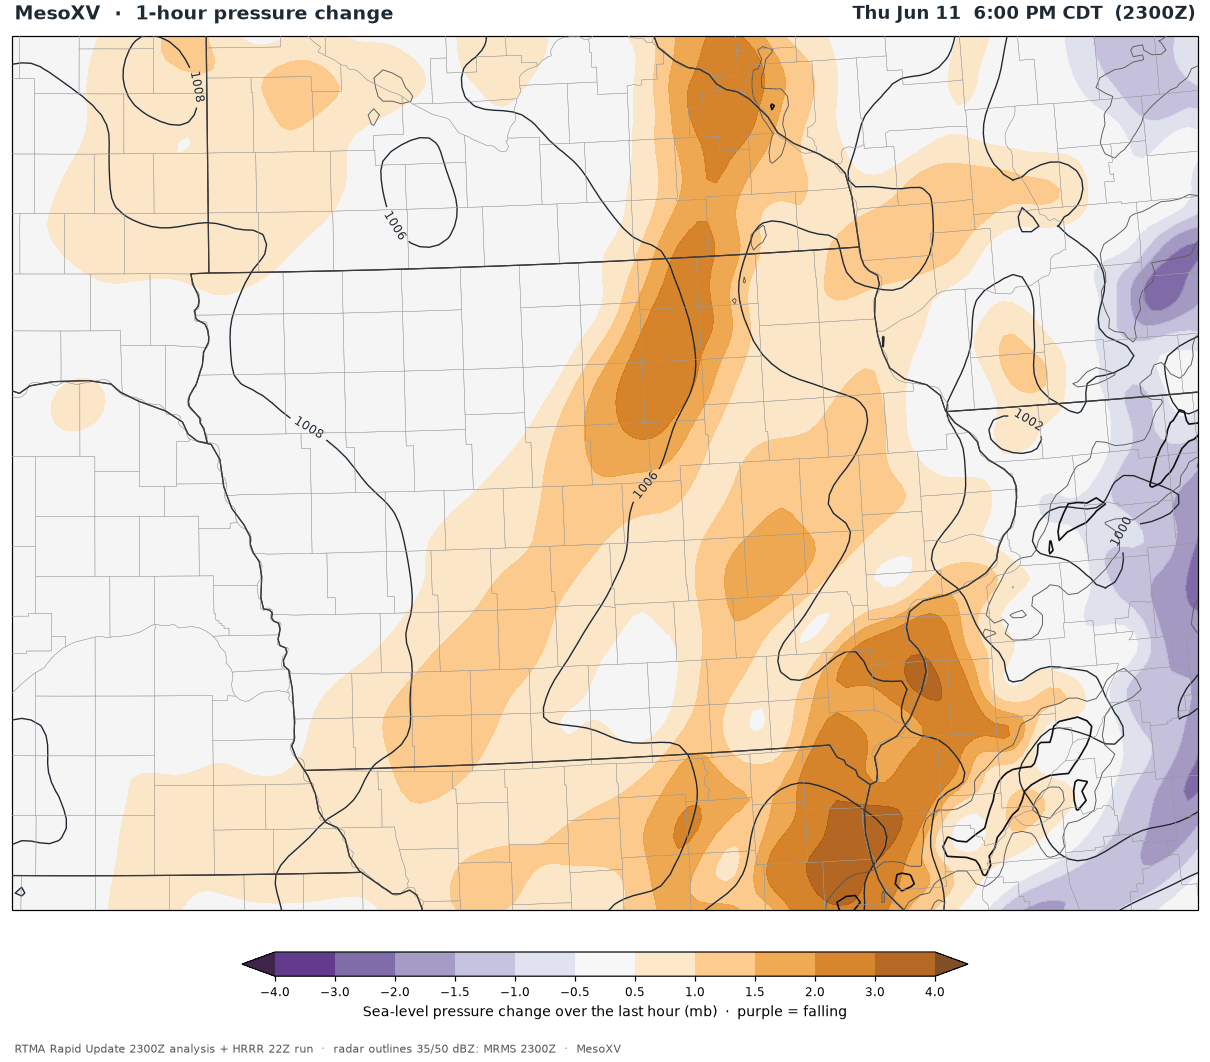 MesoXV · 1-hour pressure change
Thu Jun 11 6:00 PM CDT (2300Z)
1008
1006
1008
1002
1006
1000
−4.0 −3.0 −2.0 −1.5 −1.0 −0.5 0.5 1.0 1.5 2.0 3.0 4.0
Sea-level pressure change over the last hour (mb) · purple = falling
RTMA Rapid Update 2300Z analysis + HRRR 22Z run · radar outlines 35/50 dBZ: MRMS 2300Z · MesoXV